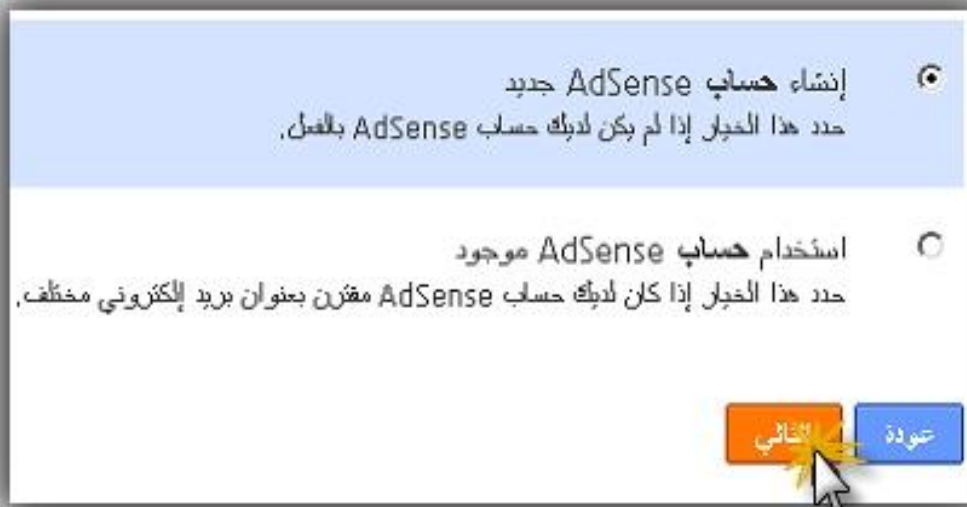 إنشاء حساب AdSense جديد
حدد هذا الخيار إذا لم يكن لديك حساب AdSense بالفعل.
استخدام حساب AdSense موجود
حدد هذا الخيار إذا كان لديك حساب AdSense مقترن بعنوان بريد إلكتروني مختلف.
عودة
التالي